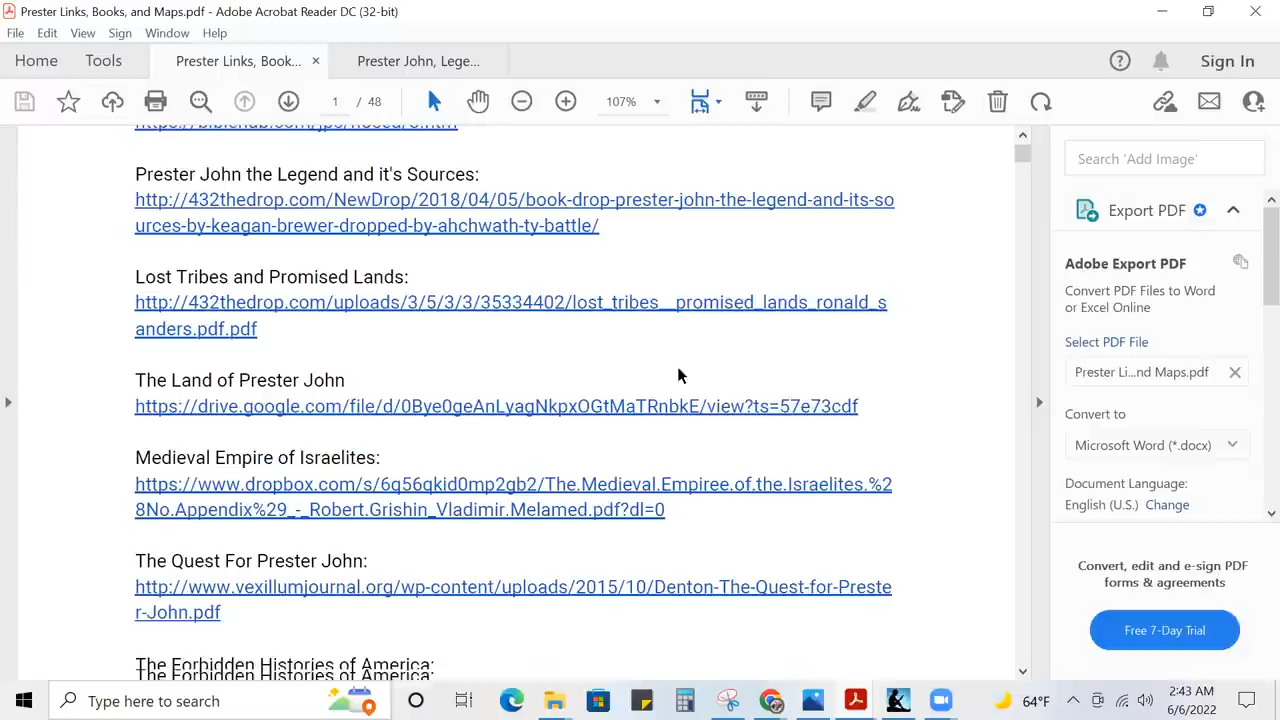 Prester Links, Books, and Maps.pdf - Adobe Acrobat Reader DC (32-bit)
File Edit View Sign Window Help
Home Tools Prester Links, Book... × Prester John, Lege... Sign In
1 / 48 107%
Prester John the Legend and it's Sources:
http://432thedrop.com/NewDrop/2018/04/05/book-drop-prester-john-the-legend-and-its-so
urces-by-keagan-brewer-dropped-by-ahchwath-ty-battle/
Lost Tribes and Promised Lands:
http://432thedrop.com/uploads/3/5/3/3/35334402/lost_tribes__promised_lands_ronald_s
anders.pdf.pdf
The Land of Prester John
https://drive.google.com/file/d/0Bye0geAnLyagNkpxOGtMaTRnbkE/view?ts=57e73cdf
Medieval Empire of Israelites:
https://www.dropbox.com/s/6q56qkid0mp2gb2/The.Medieval.Empiree.of.the.Israelites.%2
8No.Appendix%29_-_Robert.Grishin_Vladimir.Melamed.pdf?dl=0
The Quest For Prester John:
http://www.vexillumjournal.org/wp-content/uploads/2015/10/Denton-The-Quest-for-Preste
r-John.pdf
The Forbidden Histories of America:
Search 'Add Image'
Export PDF
Adobe Export PDF
Convert PDF Files to Word
or Excel Online
Select PDF File
Prester Li...nd Maps.pdf
Convert to
Microsoft Word (*.docx)
Document Language:
English (U.S.) Change
Convert, edit and e-sign PDF
forms & agreements
Free 7-Day Trial
Type here to search
64°F
2:43 AM
6/6/2022